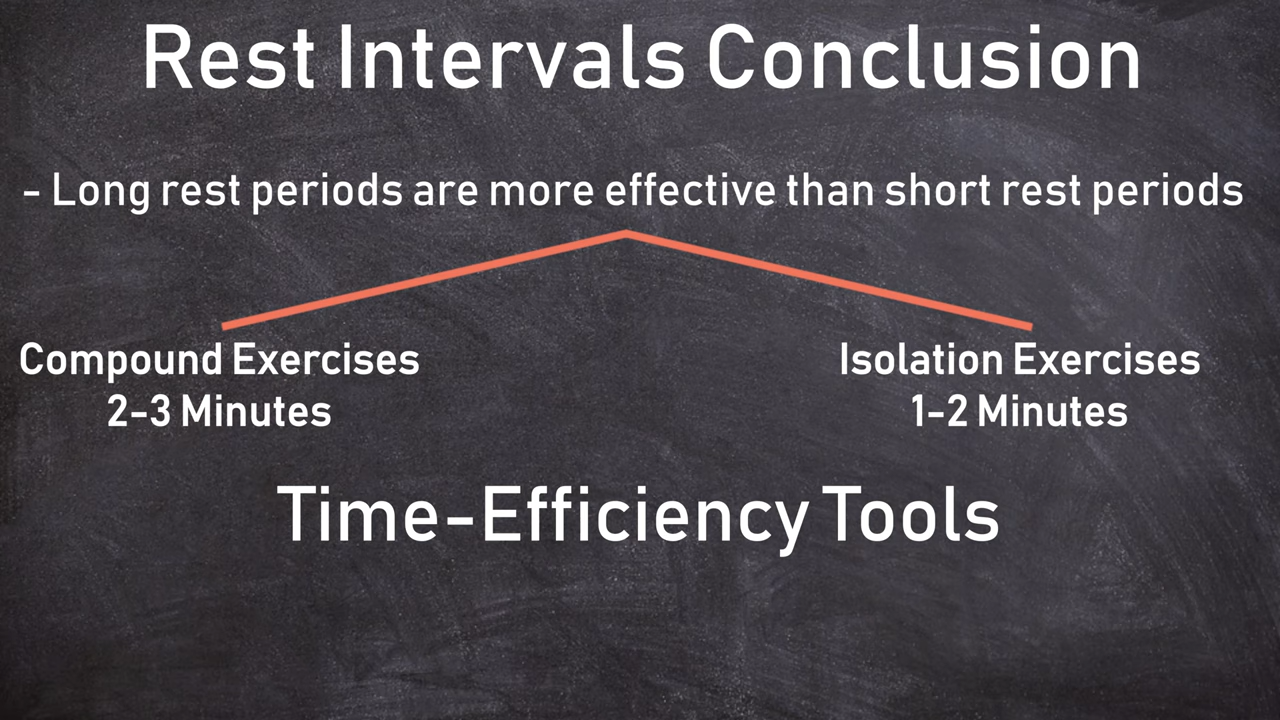 Rest Intervals Conclusion
- Long rest periods are more effective than short rest periods
Compound Exercises
2-3 Minutes
Isolation Exercises
1-2 Minutes
Time-Efficiency Tools